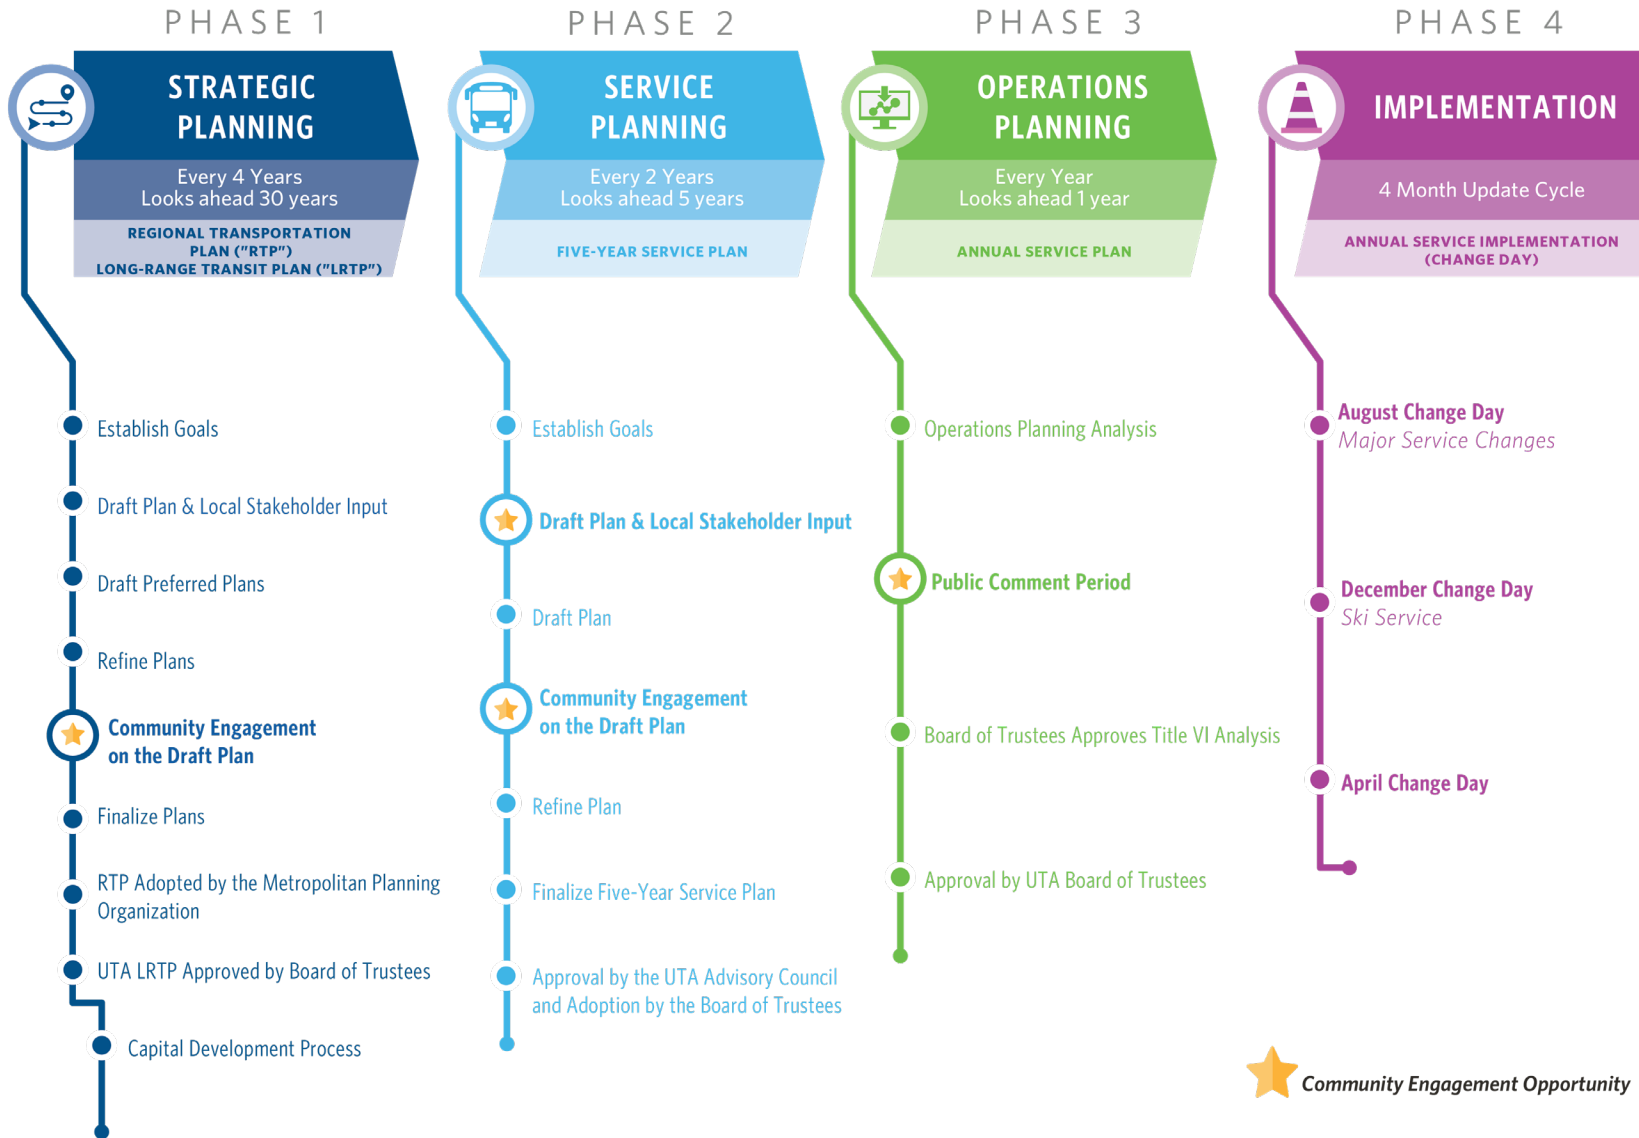 PHASE 1
STRATEGIC
PLANNING
Every 4 Years
Looks ahead 30 years
REGIONAL TRANSPORTATION
PLAN ("RTP")
LONG-RANGE TRANSIT PLAN ("LRTP")
Establish Goals
Draft Plan & Local Stakeholder Input
Draft Preferred Plans
Refine Plans
Community Engagement
on the Draft Plan
Finalize Plans
RTP Adopted by the Metropolitan Planning
Organization
UTA LRTP Approved by Board of Trustees
Capital Development Process
PHASE 2
SERVICE
PLANNING
Every 2 Years
Looks ahead 5 years
FIVE-YEAR SERVICE PLAN
Establish Goals
Draft Plan & Local Stakeholder Input
Draft Plan
Community Engagement
on the Draft Plan
Refine Plan
Finalize Five-Year Service Plan
Approval by the UTA Advisory Council
and Adoption by the Board of Trustees
PHASE 3
OPERATIONS
PLANNING
Every Year
Looks ahead 1 year
ANNUAL SERVICE PLAN
Operations Planning Analysis
Public Comment Period
Board of Trustees Approves Title VI Analysis
Approval by UTA Board of Trustees
PHASE 4
IMPLEMENTATION
4 Month Update Cycle
ANNUAL SERVICE IMPLEMENTATION
(CHANGE DAY)
August Change Day
Major Service Changes
December Change Day
Ski Service
April Change Day
Community Engagement Opportunity